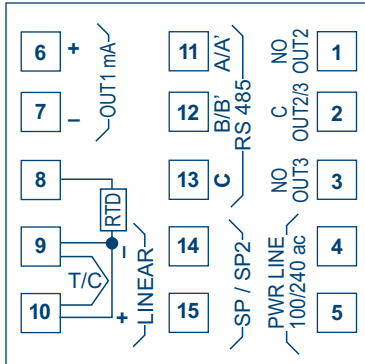 6 +
7 –
OUT1 mA
8
RTD
9 –
T/C
10 +
LINEAR
11 A/A'
12 B/B'
13 C
RS 485
14
15
SP / SP2
NO OUT2 1
C OUT2/3 2
NO OUT3 3
4
5
PWR LINE
100/240 ac